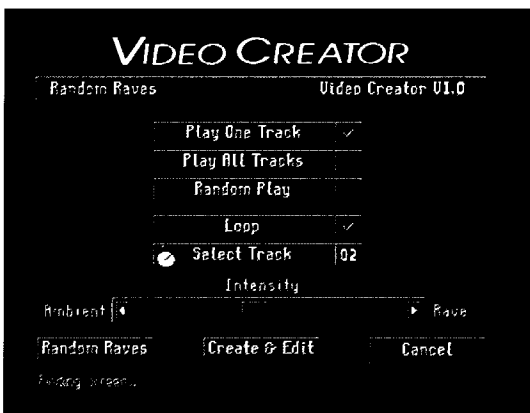 VIDEO CREATOR
Random Raves Video Creator V1.0
Play One Track ✓
Play All Tracks
Random Play
Loop ✓
Select Track 02
Intensity
Ambient Rave
Random Raves Create & Edit Cancel